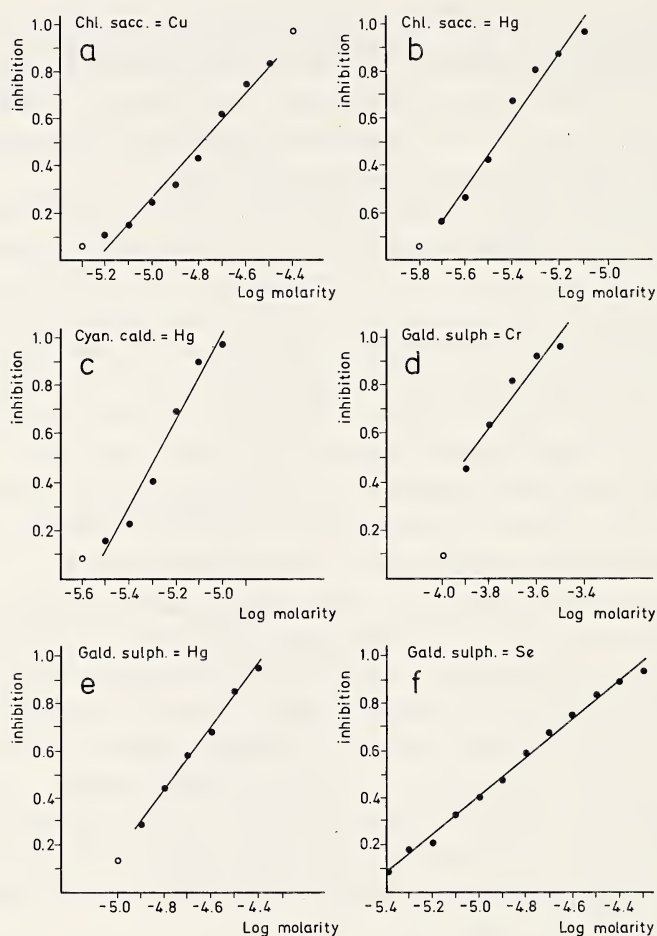 Chl. sacc. = Cu
a
inhibition
1.0
0.8
0.6
0.4
0.2
-5.2 -5.0 -4.8 -4.6 -4.4
Log molarity
Chl. sacc. = Hg
b
inhibition
1.0
0.8
0.6
0.4
0.6
-5.8 -5.6 -5.4 -5.2 -5.0
Log molarity
Cyan. cald. = Hg
c
inhibition
1.0
0.8
0.6
0.4
0.2
-5.6 -5.4 -5.2 -5.0
Log molarity
Gald. sulph = Cr
d
inhibition
1.0
0.8
0.6
0.4
0.2
-4.0 -3.8 -3.6 -3.4
Log molarity
Gald. sulph. = Hg
e
inhibition
1.0
0.8
0.6
0.4
0.2
-5.0 -4.8 -4.6 -4.4
Log molarity
Gald. sulph. = Se
f
inhibition
1.0
0.8
0.6
0.4
0.2
-5.4 -5.2 -5.0 -4.8 -4.6 -4.4
Log molarity